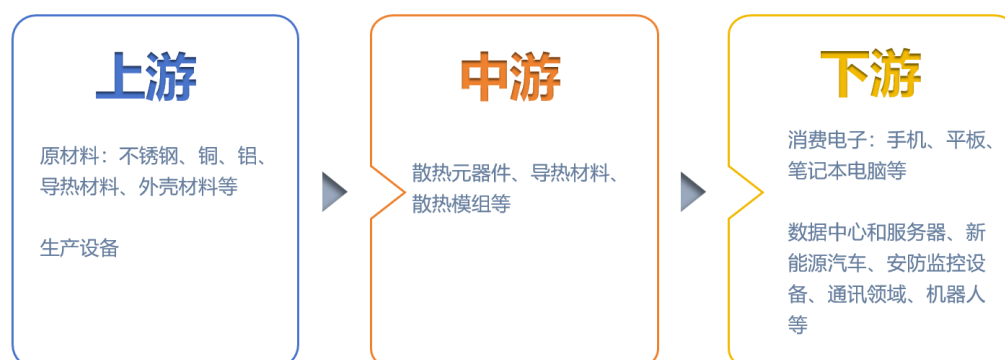 上游
原材料：不锈钢、铜、铝、
导热材料、外壳材料等
生产设备
中游
散热元器件、导热材料、
散热模组等
下游
消费电子：手机、平板、
笔记本电脑等
数据中心和服务器、新
能源汽车、安防监控设
备、通讯领域、机器人
等